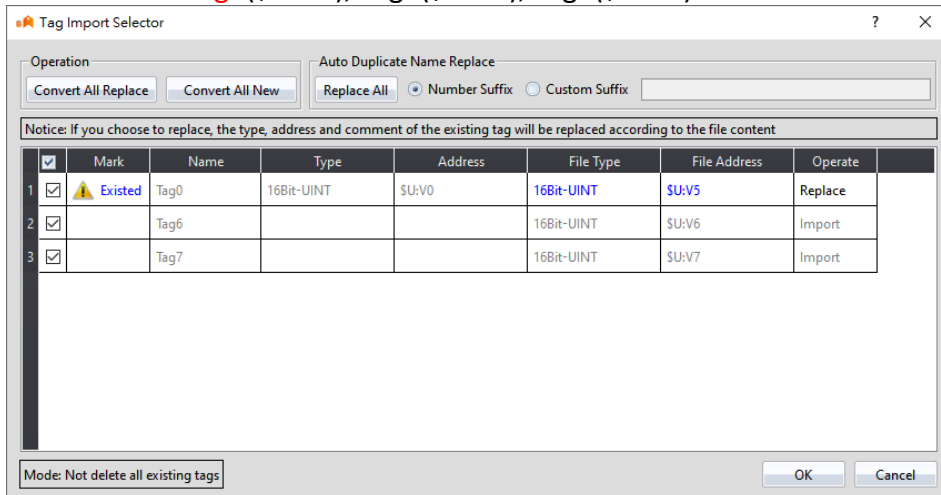 Tag Import Selector ? ×
Operation Auto Duplicate Name Replace
Convert All Replace Convert All New Replace All Number Suffix Custom Suffix
Notice: If you choose to replace, the type, address and comment of the existing tag will be replaced according to the file content
Mark Name Type Address File Type File Address Operate
1 Existed Tag0 16Bit-UINT $U:V0 16Bit-UINT $U:V5 Replace
2 Tag6 16Bit-UINT $U:V6 Import
3 Tag7 16Bit-UINT $U:V7 Import
Mode: Not delete all existing tags OK Cancel